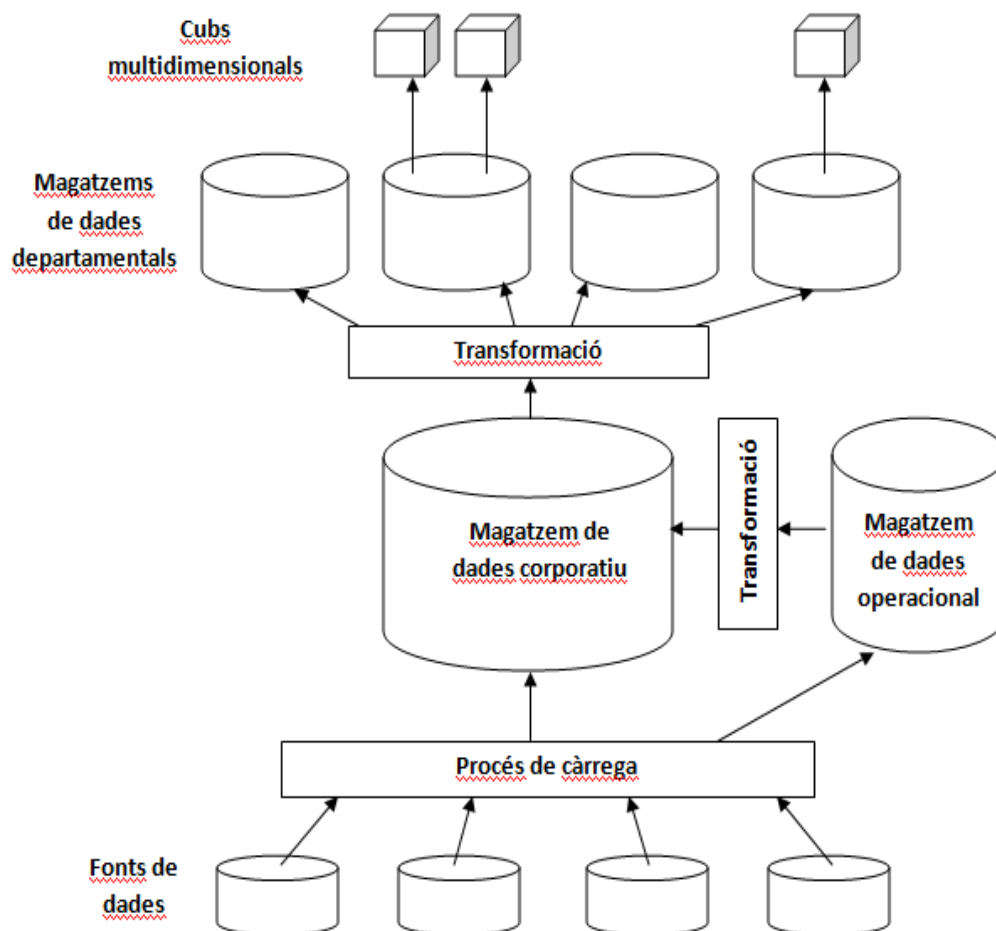 Cubs
multidimensionals
Magatzems
de dades
departamentals
Transformació
Magatzem de
dades corporatiu
Transformació
Magatzem
de dades
operacional
Procés de càrrega
Fonts de
dades